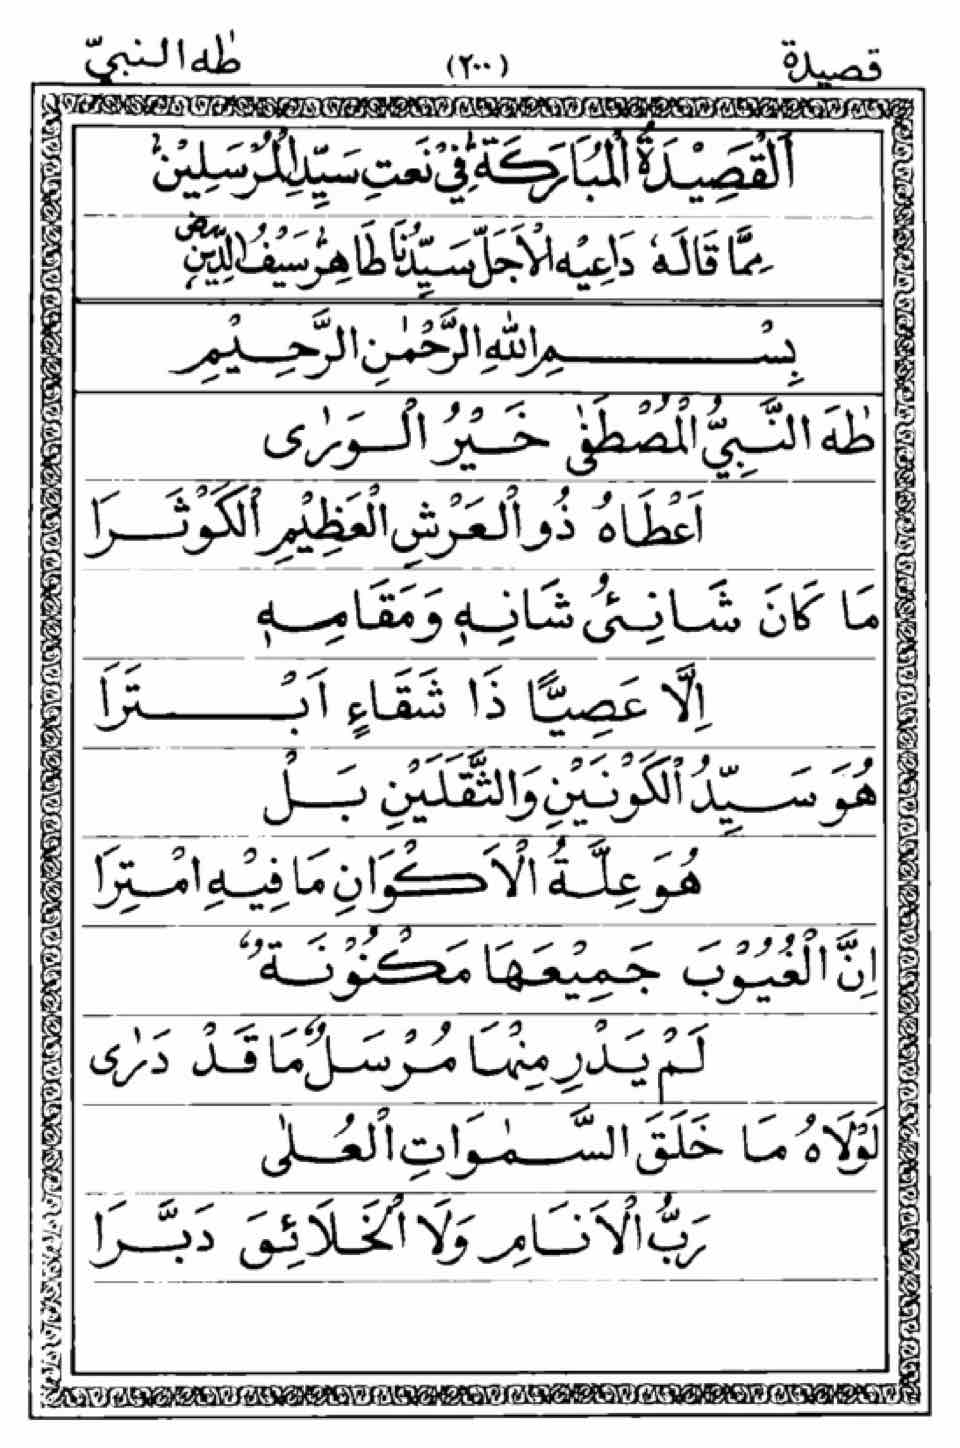 قصيدة (٢٠٠) طٰه النبيّ
اَلْقَصِيْدَةُ الْمُبَارَكَةُ فِيْ نَعْتِ سَيِّدِ الْمُرْسَلِيْنَ
مِمَّا قَالَهٗ دَاعِيْهِ الْاَجَلّ سَيِّدُنَا طَاهِرْ سَيْفُ الدِّيْنِ رض
بِسْمِ اللهِ الرَّحْمٰنِ الرَّحِيْمِ
طٰهَ النَّبِيُّ الْمُصْطَفٰى خَيْرُ الْوَرٰى
اَعْطَاهُ ذُو الْعَرْشِ الْعَظِيْمِ الْكَوْثَرَا
مَا كَانَ شَانِئُ شَانِهٖ وَمَقَامِهٖ
اِلَّا عَصِيًّا ذَا شَقَاءٍ اَبْتَرَا
هُوَ سَيِّدُ الْكَوْنَيْنِ وَالثَّقَلَيْنِ بَلْ
هُوَ عِلَّةُ الْاَكْوَانِ مَا فِيْهِ امْتِرَا
اِنَّ الْغُيُوْبَ جَمِيْعَهَا مَكْنُوْنَةٌ
لَمْ يَدْرِ مِنْهَا مُرْسَلٌ مَا قَدْ دَرٰى
لَوْلَاهُ مَا خَلَقَ السَّمٰوَاتِ الْعُلٰى
رَبُّ الْاَنَامِ وَلَا الْخَلَائِقَ دَبَّرَا